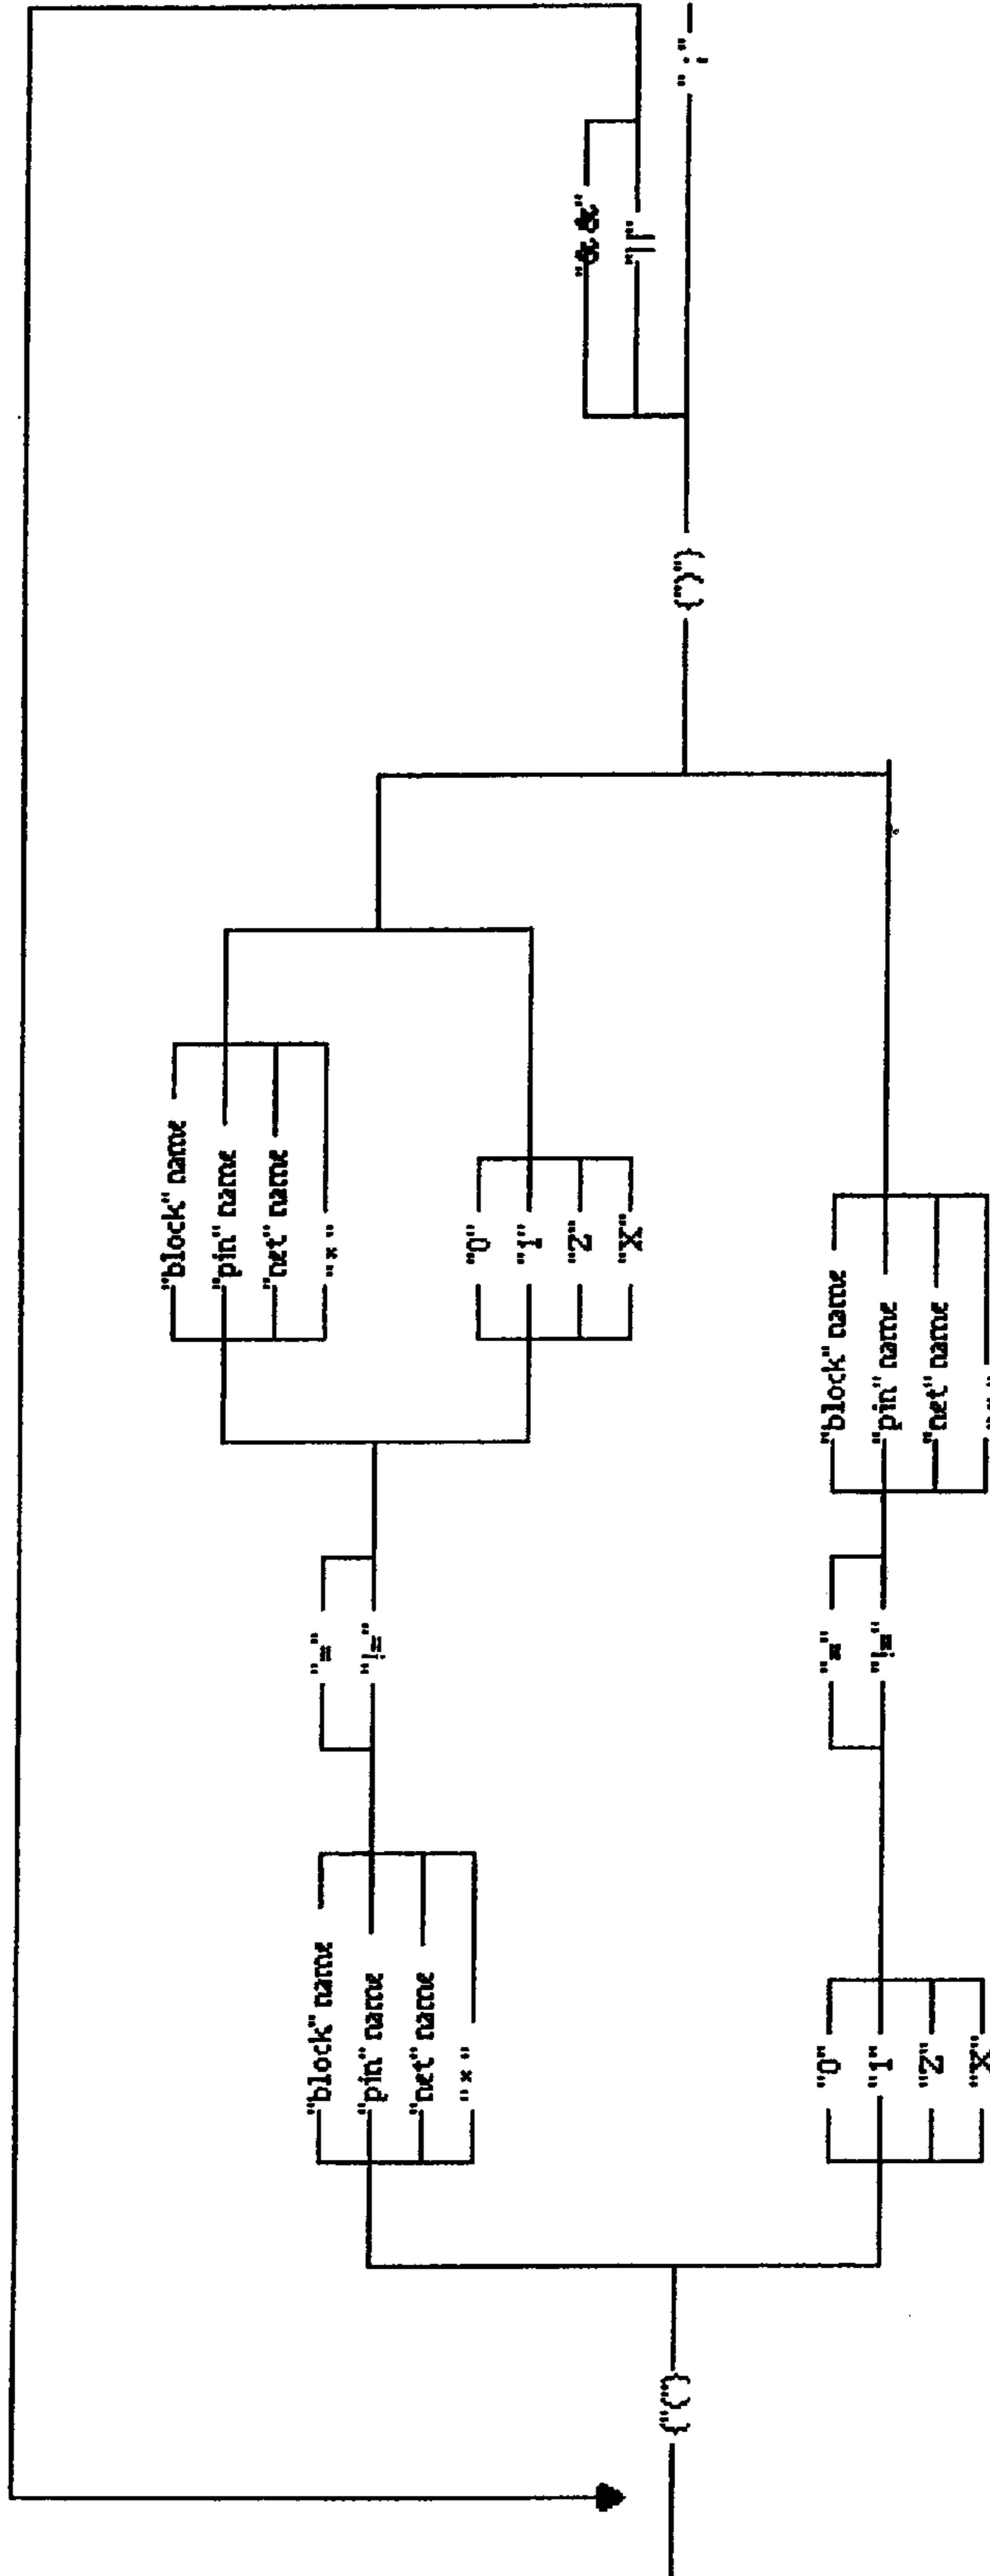 {"("}
"block" name
"pin" name
"net" name
"*"
"="
"!="
"block" name
"pin" name
"net" name
"*"
"0"
"1"
"Z"
"X"
"0"
"1"
"Z"
"X"
"="
"!="
"block" name
"pin" name
"net" name
{")"}
"&&"
"||"
";"